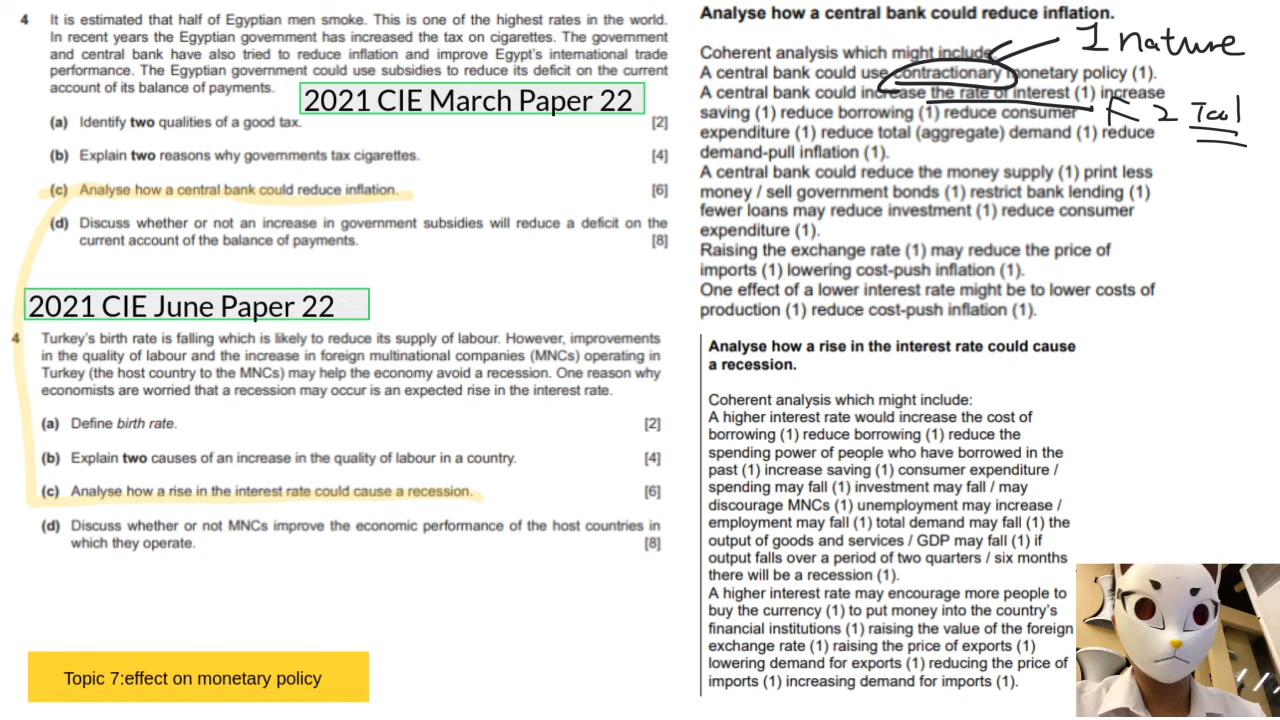 4 It is estimated that half of Egyptian men smoke. This is one of the highest rates in the world.
In recent years the Egyptian government has increased the tax on cigarettes. The government
and central bank have also tried to reduce inflation and improve Egypt's international trade
performance. The Egyptian government could use subsidies to reduce its deficit on the current
account of its balance of payments.
2021 CIE March Paper 22
(a) Identify two qualities of a good tax. [2]
(b) Explain two reasons why governments tax cigarettes. [4]
(c) Analyse how a central bank could reduce inflation. [6]
(d) Discuss whether or not an increase in government subsidies will reduce a deficit on the
current account of the balance of payments. [8]
2021 CIE June Paper 22
4 Turkey's birth rate is falling which is likely to reduce its supply of labour. However, improvements
in the quality of labour and the increase in foreign multinational companies (MNCs) operating in
Turkey (the host country to the MNCs) may help the economy avoid a recession. One reason why
economists are worried that a recession may occur is an expected rise in the interest rate.
(a) Define birth rate. [2]
(b) Explain two causes of an increase in the quality of labour in a country. [4]
(c) Analyse how a rise in the interest rate could cause a recession. [6]
(d) Discuss whether or not MNCs improve the economic performance of the host countries in
which they operate. [8]
Topic 7:effect on monetary policy
Analyse how a central bank could reduce inflation.
1 nature
Coherent analysis which might include
A central bank could use contractionary monetary policy (1).
A central bank could increase the rate of interest (1) increase
saving (1) reduce borrowing (1) reduce consumer
2
expenditure (1) reduce total (aggregate) demand (1) reduce
demand-pull inflation (1).
A central bank could reduce the money supply (1) print less
money / sell government bonds (1) restrict bank lending (1)
fewer loans may reduce investment (1) reduce consumer
expenditure (1).
Raising the exchange rate (1) may reduce the price of
imports (1) lowering cost-push inflation (1).
One effect of a lower interest rate might be to lower costs of
production (1) reduce cost-push inflation (1).
Analyse how a rise in the interest rate could cause
a recession.
Coherent analysis which might include:
A higher interest rate would increase the cost of
borrowing (1) reduce borrowing (1) reduce the
spending power of people who have borrowed in the
past (1) increase saving (1) consumer expenditure /
spending may fall (1) investment may fall / may
discourage MNCs (1) unemployment may increase /
employment may fall (1) total demand may fall (1) the
output of goods and services / GDP may fall (1) if
output falls over a period of two quarters / six months
there will be a recession (1).
A higher interest rate may encourage more people to
buy the currency (1) to put money into the country's
financial institutions (1) raising the value of the foreign
exchange rate (1) raising the price of exports (1)
lowering demand for exports (1) reducing the price of
imports (1) increasing demand for imports (1).